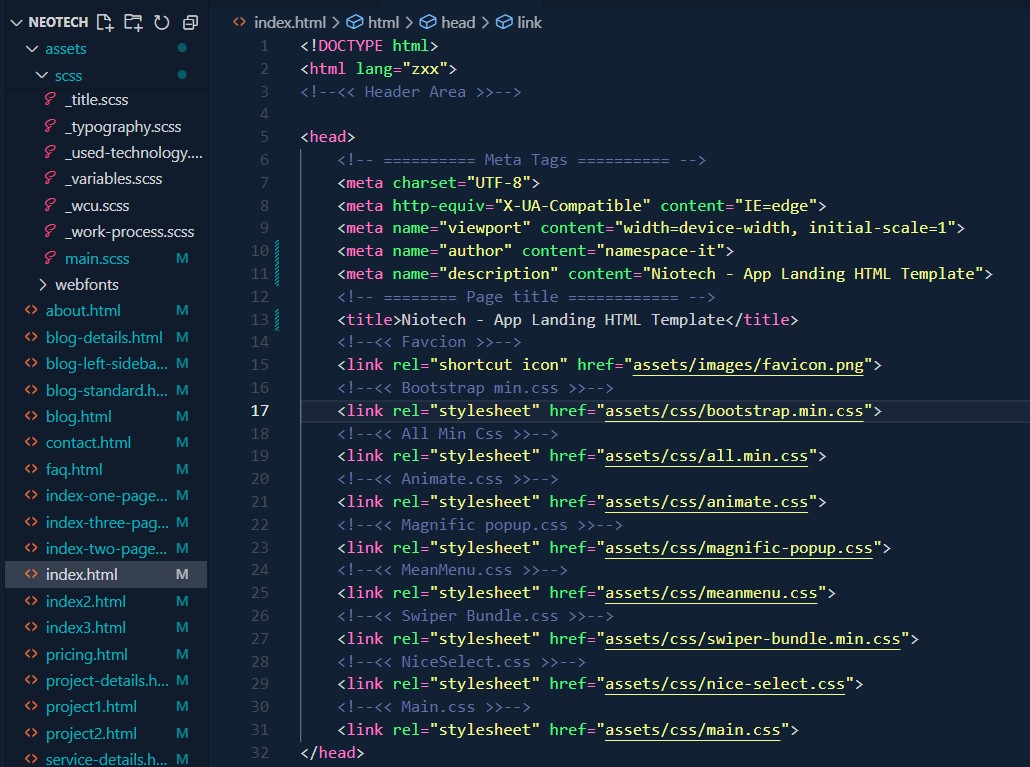 NEOTECH
assets
scss
_title.scss
_typography.scss
_used-technology....
_variables.scss
_wcu.scss
_work-process.scss
main.scss M
webfonts
about.html M
blog-details.html M
blog-left-sideba... M
blog-standard.h... M
blog.html M
contact.html M
faq.html M
index-one-page... M
index-three-pag... M
index-two-page... M
index.html M
index2.html M
index3.html M
pricing.html M
project-details.h... M
project1.html M
project2.html M
service-details.h... M
index.html > html > head > link
1 <!DOCTYPE html>
2 <html lang="zxx">
3 <!--<< Header Area >>-->
4
5 <head>
6 <!-- ========== Meta Tags ========== -->
7 <meta charset="UTF-8">
8 <meta http-equiv="X-UA-Compatible" content="IE=edge">
9 <meta name="viewport" content="width=device-width, initial-scale=1">
10 <meta name="author" content="namespace-it">
11 <meta name="description" content="Niotech - App Landing HTML Template">
12 <!-- ======== Page title ============ -->
13 <title>Niotech - App Landing HTML Template</title>
14 <!--<< Favcion >>-->
15 <link rel="shortcut icon" href="assets/images/favicon.png">
16 <!--<< Bootstrap min.css >>-->
17 <link rel="stylesheet" href="assets/css/bootstrap.min.css">
18 <!--<< All Min Css >>-->
19 <link rel="stylesheet" href="assets/css/all.min.css">
20 <!--<< Animate.css >>-->
21 <link rel="stylesheet" href="assets/css/animate.css">
22 <!--<< Magnific popup.css >>-->
23 <link rel="stylesheet" href="assets/css/magnific-popup.css">
24 <!--<< MeanMenu.css >>-->
25 <link rel="stylesheet" href="assets/css/meanmenu.css">
26 <!--<< Swiper Bundle.css >>-->
27 <link rel="stylesheet" href="assets/css/swiper-bundle.min.css">
28 <!--<< NiceSelect.css >>-->
29 <link rel="stylesheet" href="assets/css/nice-select.css">
30 <!--<< Main.css >>-->
31 <link rel="stylesheet" href="assets/css/main.css">
32 </head>